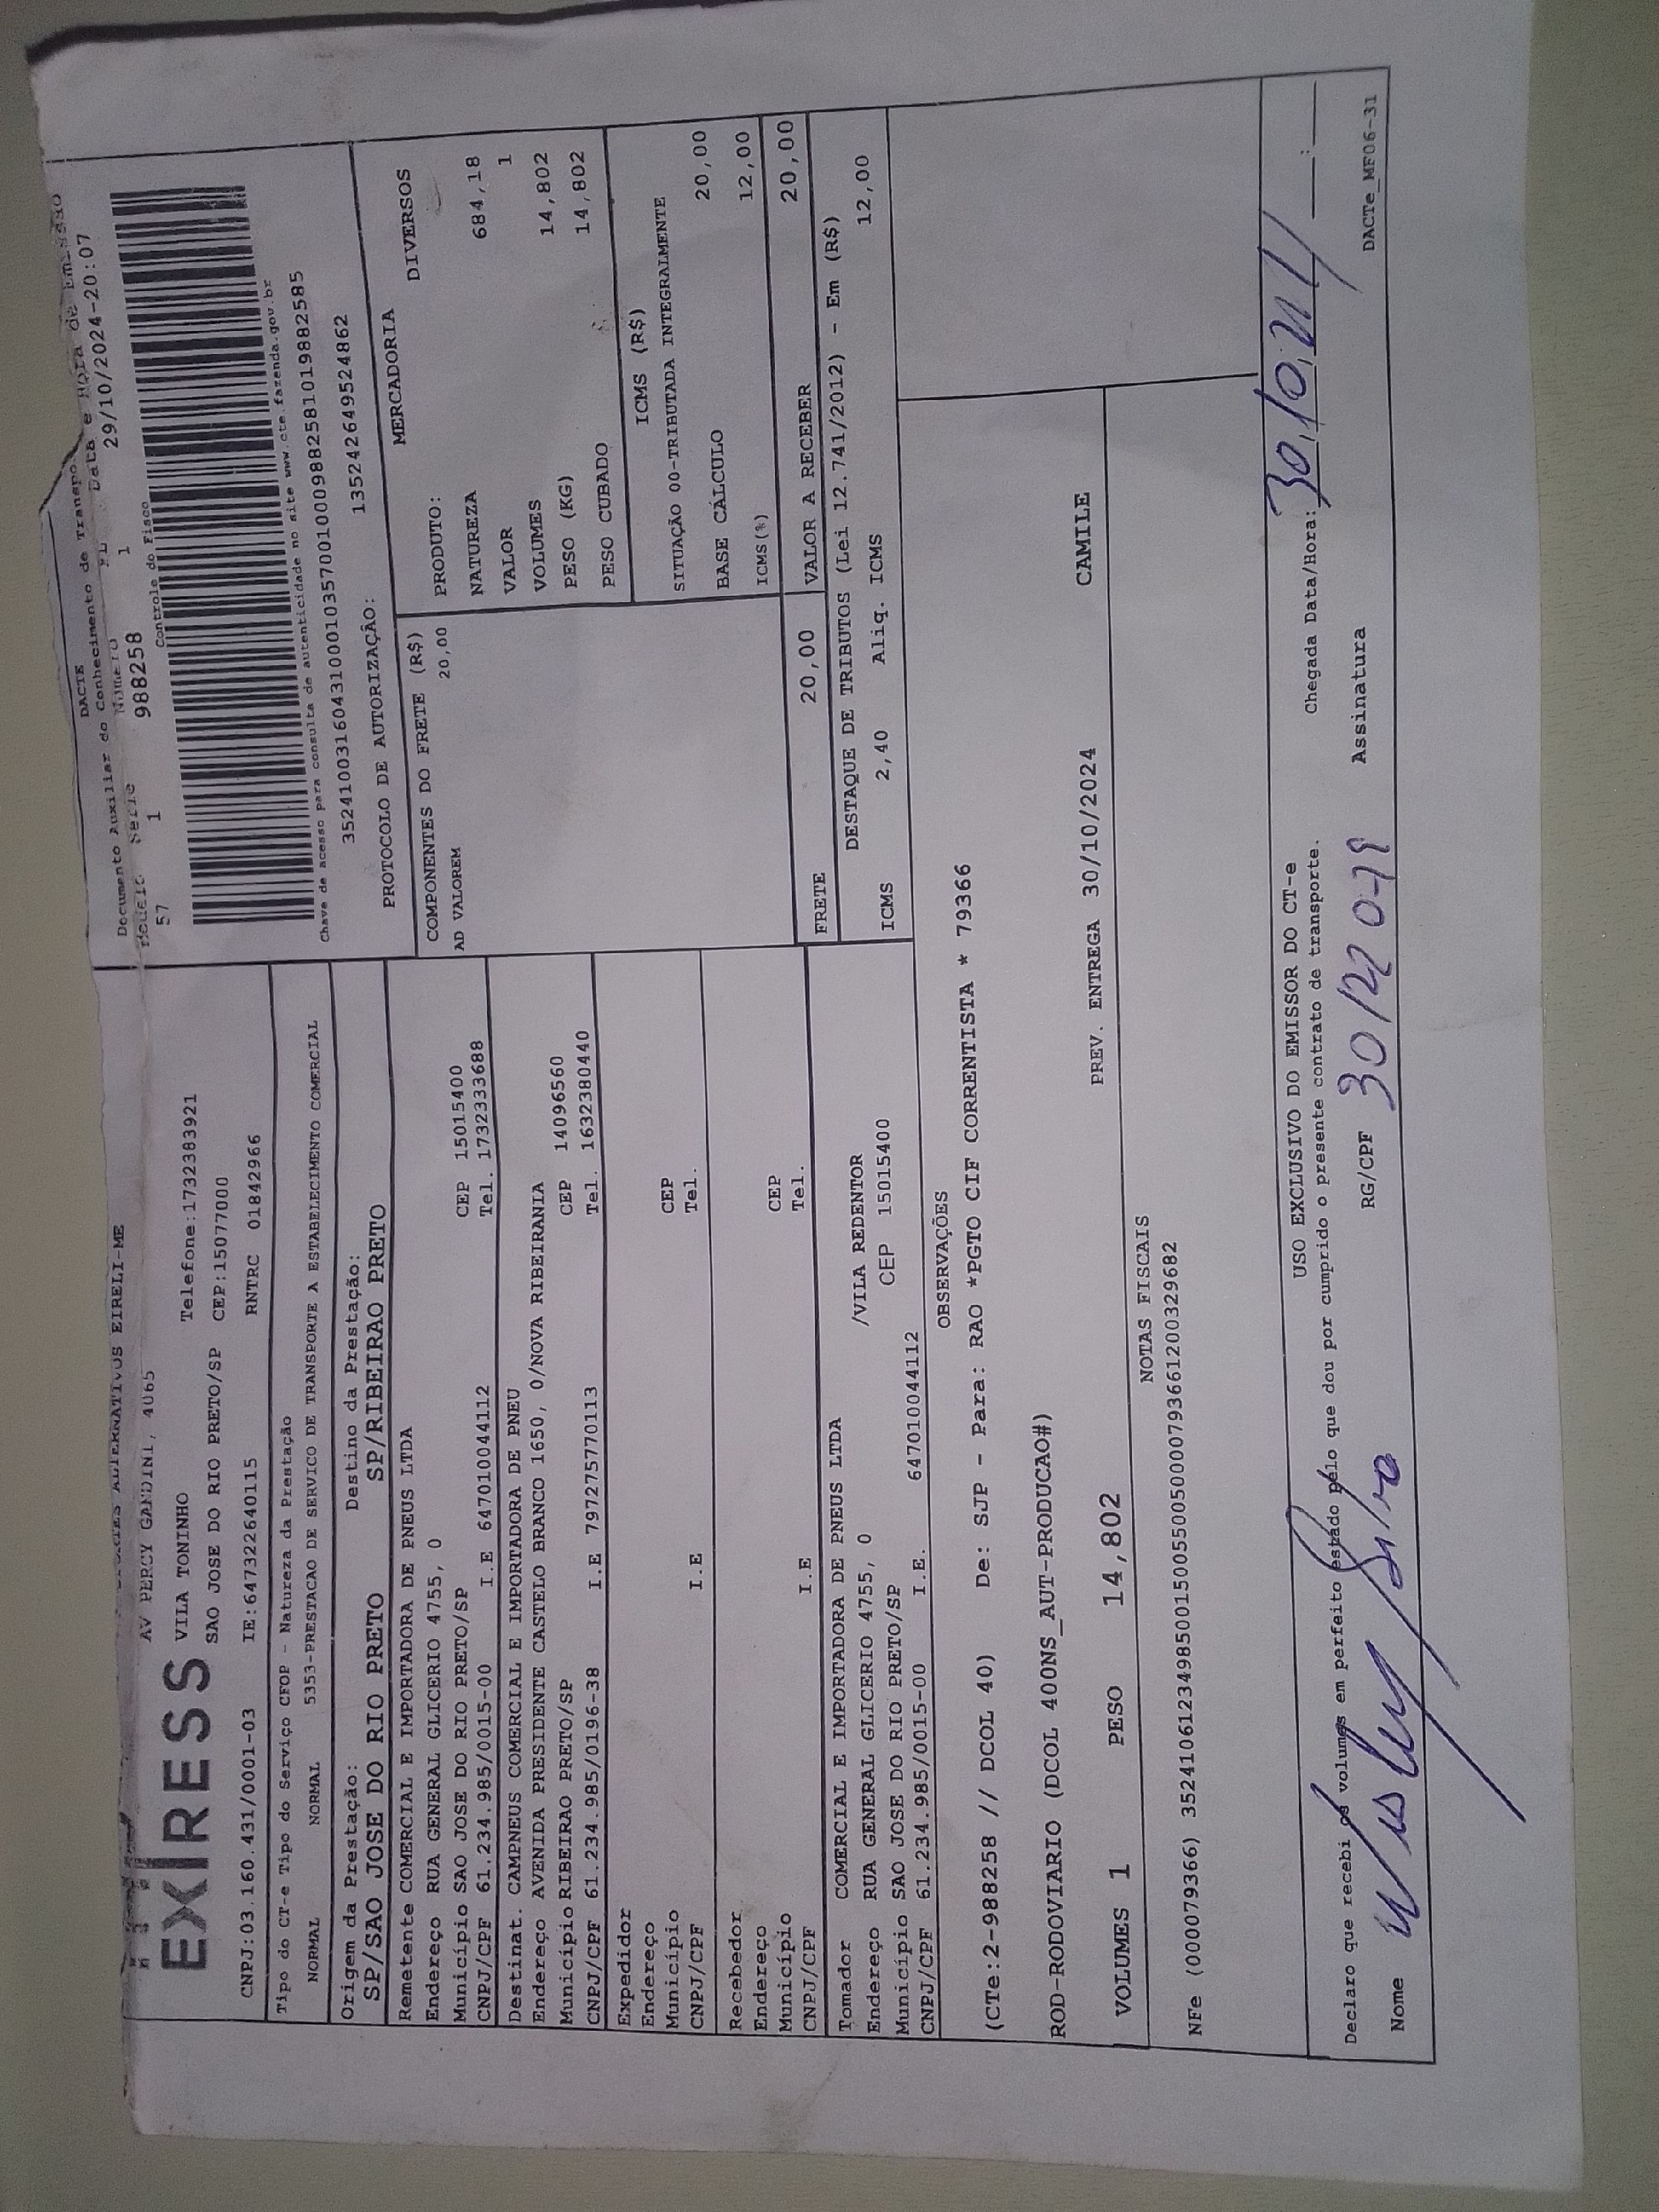 EIRELI-ME
EX RESS
AV PERCY GANDINI, 4065
VILA TONINHO Telefone:1732383921
SAO JOSE DO RIO PRETO/SP CEP:15077000
CNPJ:03.160.431/0001-03 IE:647322640115 RNTRC 01842966
DACTE
Documento Auxiliar do Conhecimento de Transpo
Modelo Serie Número FL Data e Hora de Emissão
57 1 988258 1 29/10/2024-20:07
Controle do Fisco
Chave de acesso para consulta de autenticidade no site www.cte.fazenda.gov.br
35241003160431000103570010009882581019882585
PROTOCOLO DE AUTORIZAÇÃO: 135242649524862
Tipo do CT-e Tipo do Serviço CFOP - Natureza da Prestação
NORMAL NORMAL 5353-PRESTACAO DE SERVICO DE TRANSPORTE A ESTABELECIMENTO COMERCIAL
Origem da Prestação: Destino da Prestação:
SP/SAO JOSE DO RIO PRETO SP/RIBEIRAO PRETO
Remetente COMERCIAL E IMPORTADORA DE PNEUS LTDA
Endereço RUA GENERAL GLICERIO 4755, 0
Município SAO JOSE DO RIO PRETO/SP CEP 15015400
CNPJ/CPF 61.234.985/0015-00 I.E 647010044112 Tel. 1732333688
Destinat. CAMPNEUS COMERCIAL E IMPORTADORA DE PNEU
Endereço AVENIDA PRESIDENTE CASTELO BRANCO 1650, 0/NOVA RIBEIRANIA
Município RIBEIRAO PRETO/SP CEP 14096560
CNPJ/CPF 61.234.985/0196-38 I.E 797275770113 Tel. 1632380440
Expedidor
Endereço
Município CEP
CNPJ/CPF I.E Tel.
Recebedor
Endereço
Município CEP
CNPJ/CPF I.E Tel.
Tomador COMERCIAL E IMPORTADORA DE PNEUS LTDA
Endereço RUA GENERAL GLICERIO 4755, 0 /VILA REDENTOR
Município SAO JOSE DO RIO PRETO/SP CEP 15015400
CNPJ/CPF 61.234.985/0015-00 I.E. 647010044112
COMPONENTES DO FRETE (R$)
AD VALOREM 20,00
MERCADORIA
PRODUTO: DIVERSOS
NATUREZA
VALOR 684,18
VOLUMES 1
PESO (KG) 14,802
PESO CUBADO 14,802
ICMS (R$)
SITUAÇÃO 00-TRIBUTADA INTEGRALMENTE
BASE CÁLCULO 20,00
ICMS(%) 12,00
FRETE 20,00 VALOR A RECEBER 20,00
DESTAQUE DE TRIBUTOS (Lei 12.741/2012) - Em (R$)
ICMS 2,40 Aliq. ICMS 12,00
OBSERVAÇÕES
(CTe:2-988258 // DCOL 40) De: SJP - Para: RAO *PGTO CIF CORRENTISTA * 79366
ROD-RODOVIARIO (DCOL 400NS_AUT-PRODUCAO#)
VOLUMES 1 PESO 14,802 PREV. ENTREGA 30/10/2024 CAMILE
NOTAS FISCAIS
NFe (000079366) 35241061234985001500550050000793661200329682
USO EXCLUSIVO DO EMISSOR DO CT-e
Declaro que recebi os volumes em perfeito estado pelo que dou por cumprido o presente contrato de transporte. Chegada Data/Hora: 30,10,24 ___:___
Nome RG/CPF Assinatura
DACTe_MF06-31